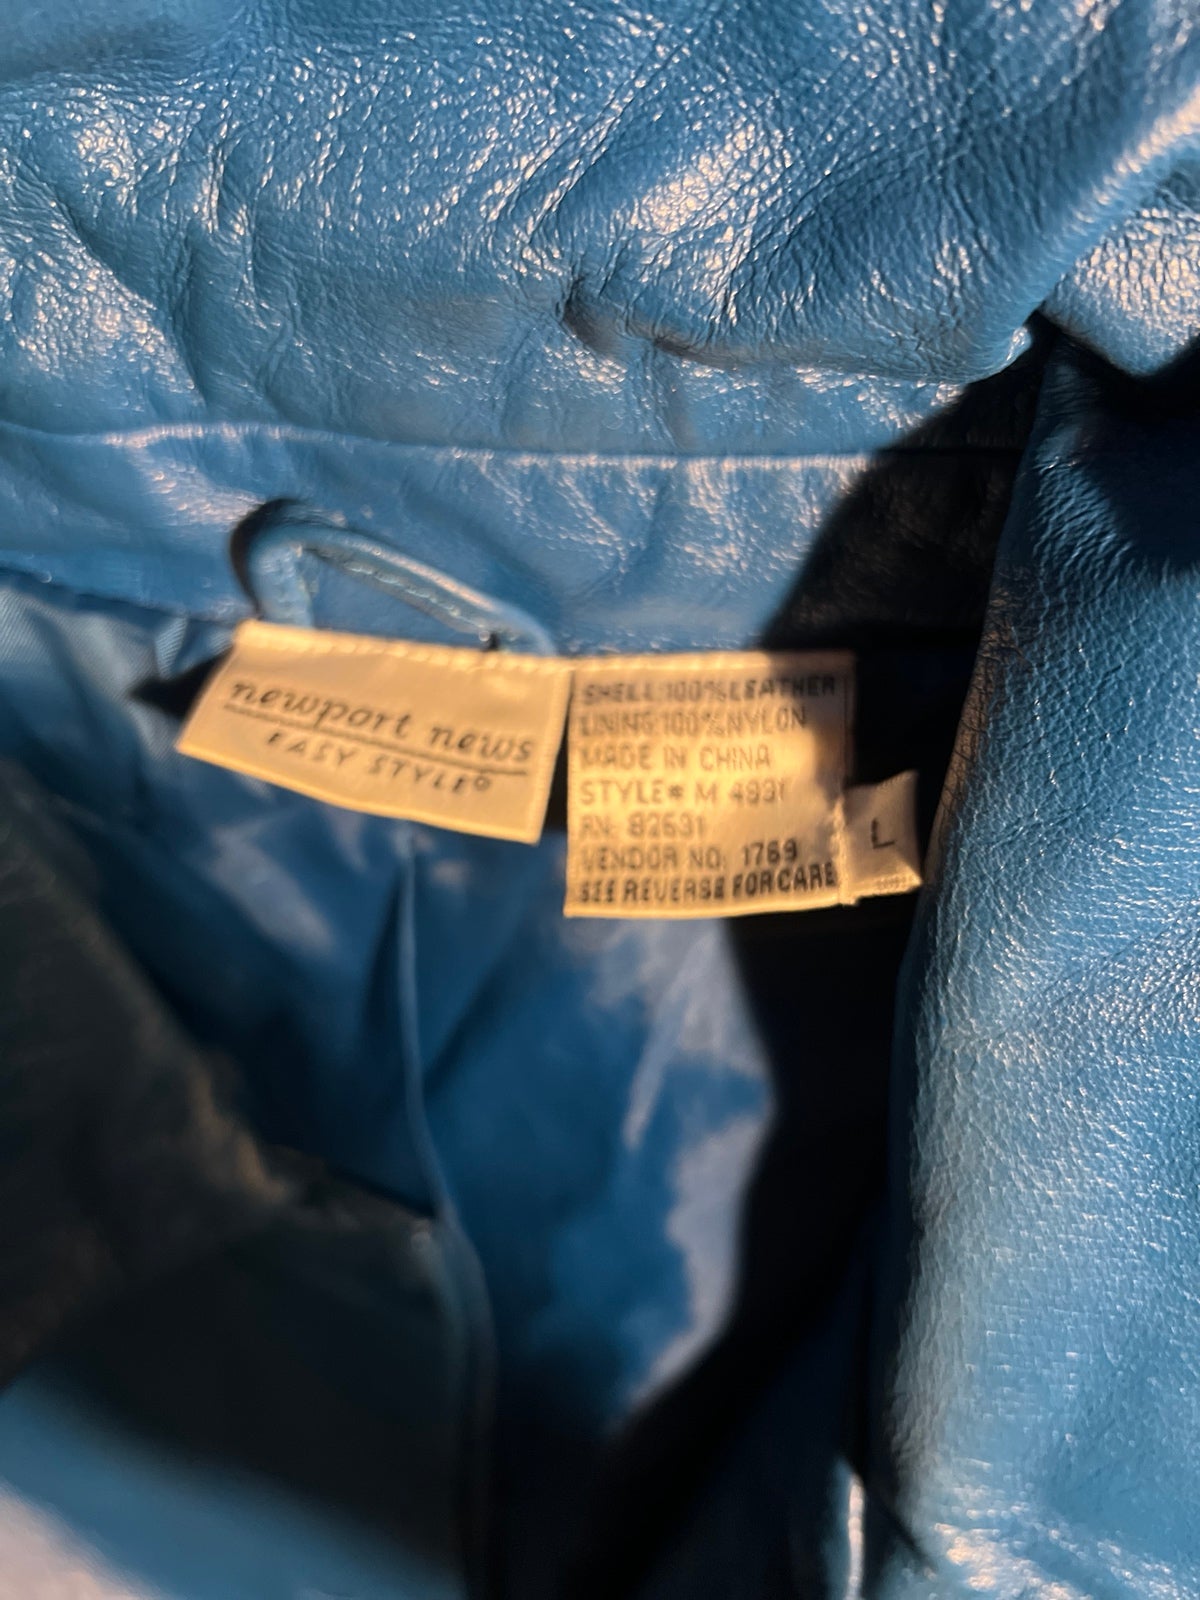 newport news
EASY STYLE®
SHELL:100%LEATHER
LINING:100%NYLON
MADE IN CHINA
STYLE# M
RN: 82631
VENDOR NO: 1769
SEE REVERSE FOR CARE
L